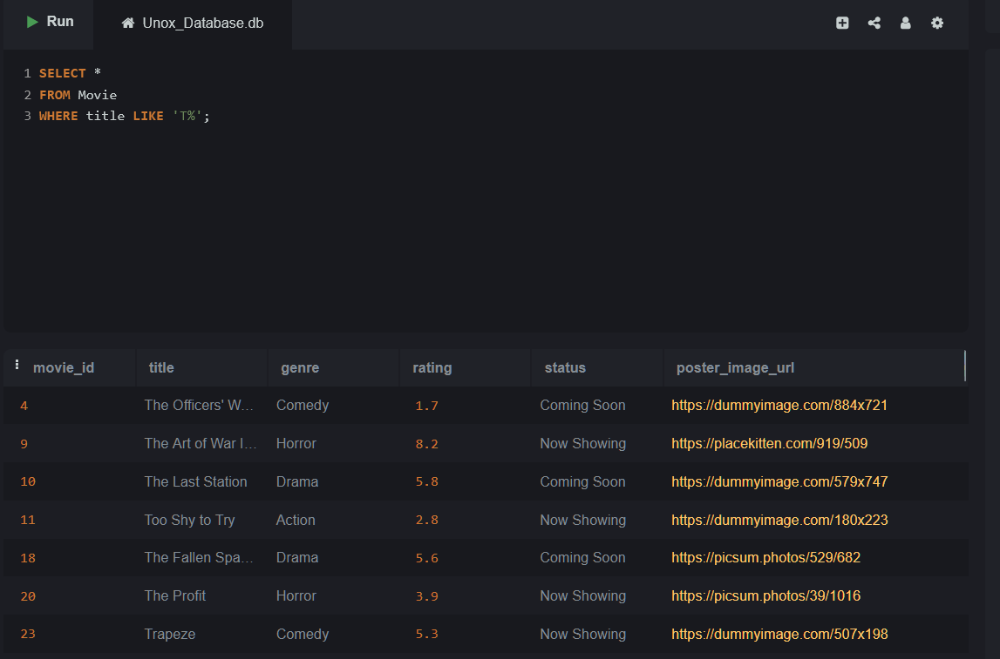 Run Unox_Database.db
1 SELECT *
2 FROM Movie
3 WHERE title LIKE 'T%';
movie_id title genre rating status poster_image_url
4 The Officers' W... Comedy 1.7 Coming Soon https://dummyimage.com/884x721
9 The Art of War I... Horror 8.2 Now Showing https://placekitten.com/919/509
10 The Last Station Drama 5.8 Coming Soon https://dummyimage.com/579x747
11 Too Shy to Try Action 2.8 Now Showing https://dummyimage.com/180x223
18 The Fallen Spa... Drama 5.6 Coming Soon https://picsum.photos/529/682
20 The Profit Horror 3.9 Now Showing https://picsum.photos/39/1016
23 Trapeze Comedy 5.3 Now Showing https://dummyimage.com/507x198